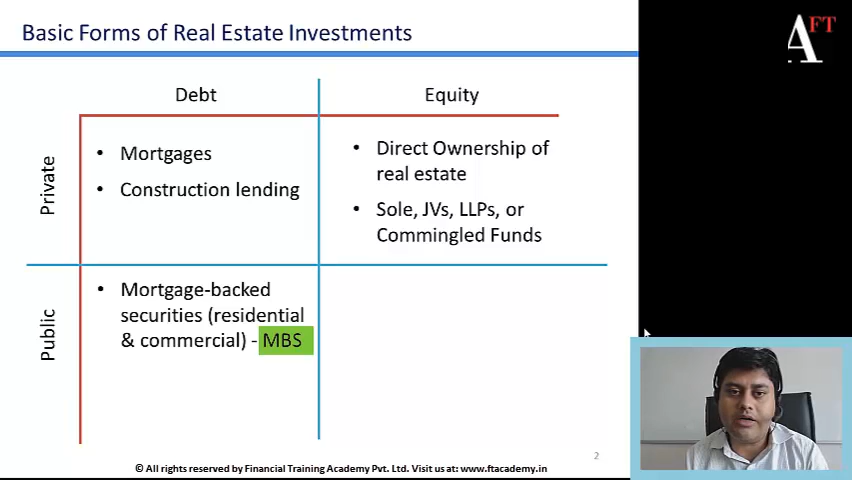 Basic Forms of Real Estate Investments
AFT
Debt
Equity
Private
• Mortgages
• Construction lending
• Direct Ownership of
real estate
• Sole, JVs, LLPs, or
Commingled Funds
Public
• Mortgage-backed
securities (residential
& commercial) - MBS
2
© All rights reserved by Financial Training Academy Pvt. Ltd. Visit us at: www.ftacademy.in